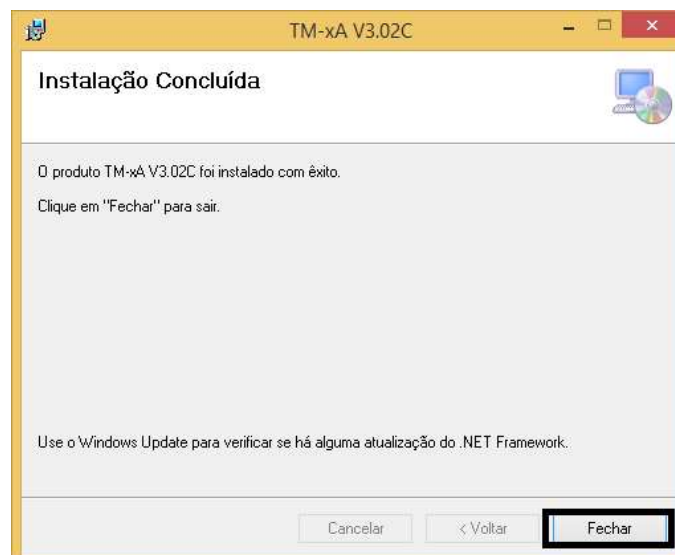 TM-xA V3.02C
Instalação Concluída
O produto TM-xA V3.02C foi instalado com êxito.
Clique em "Fechar" para sair.
Use o Windows Update para verificar se há alguma atualização do .NET Framework.
Cancelar < Voltar Fechar